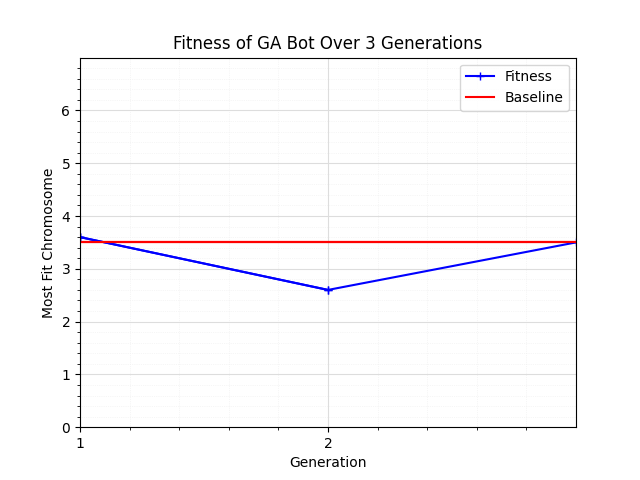 Fitness of GA Bot Over 3 Generations
Fitness
Baseline
Most Fit Chromosome
6
5
4
3
2
1
0
1
2
Generation